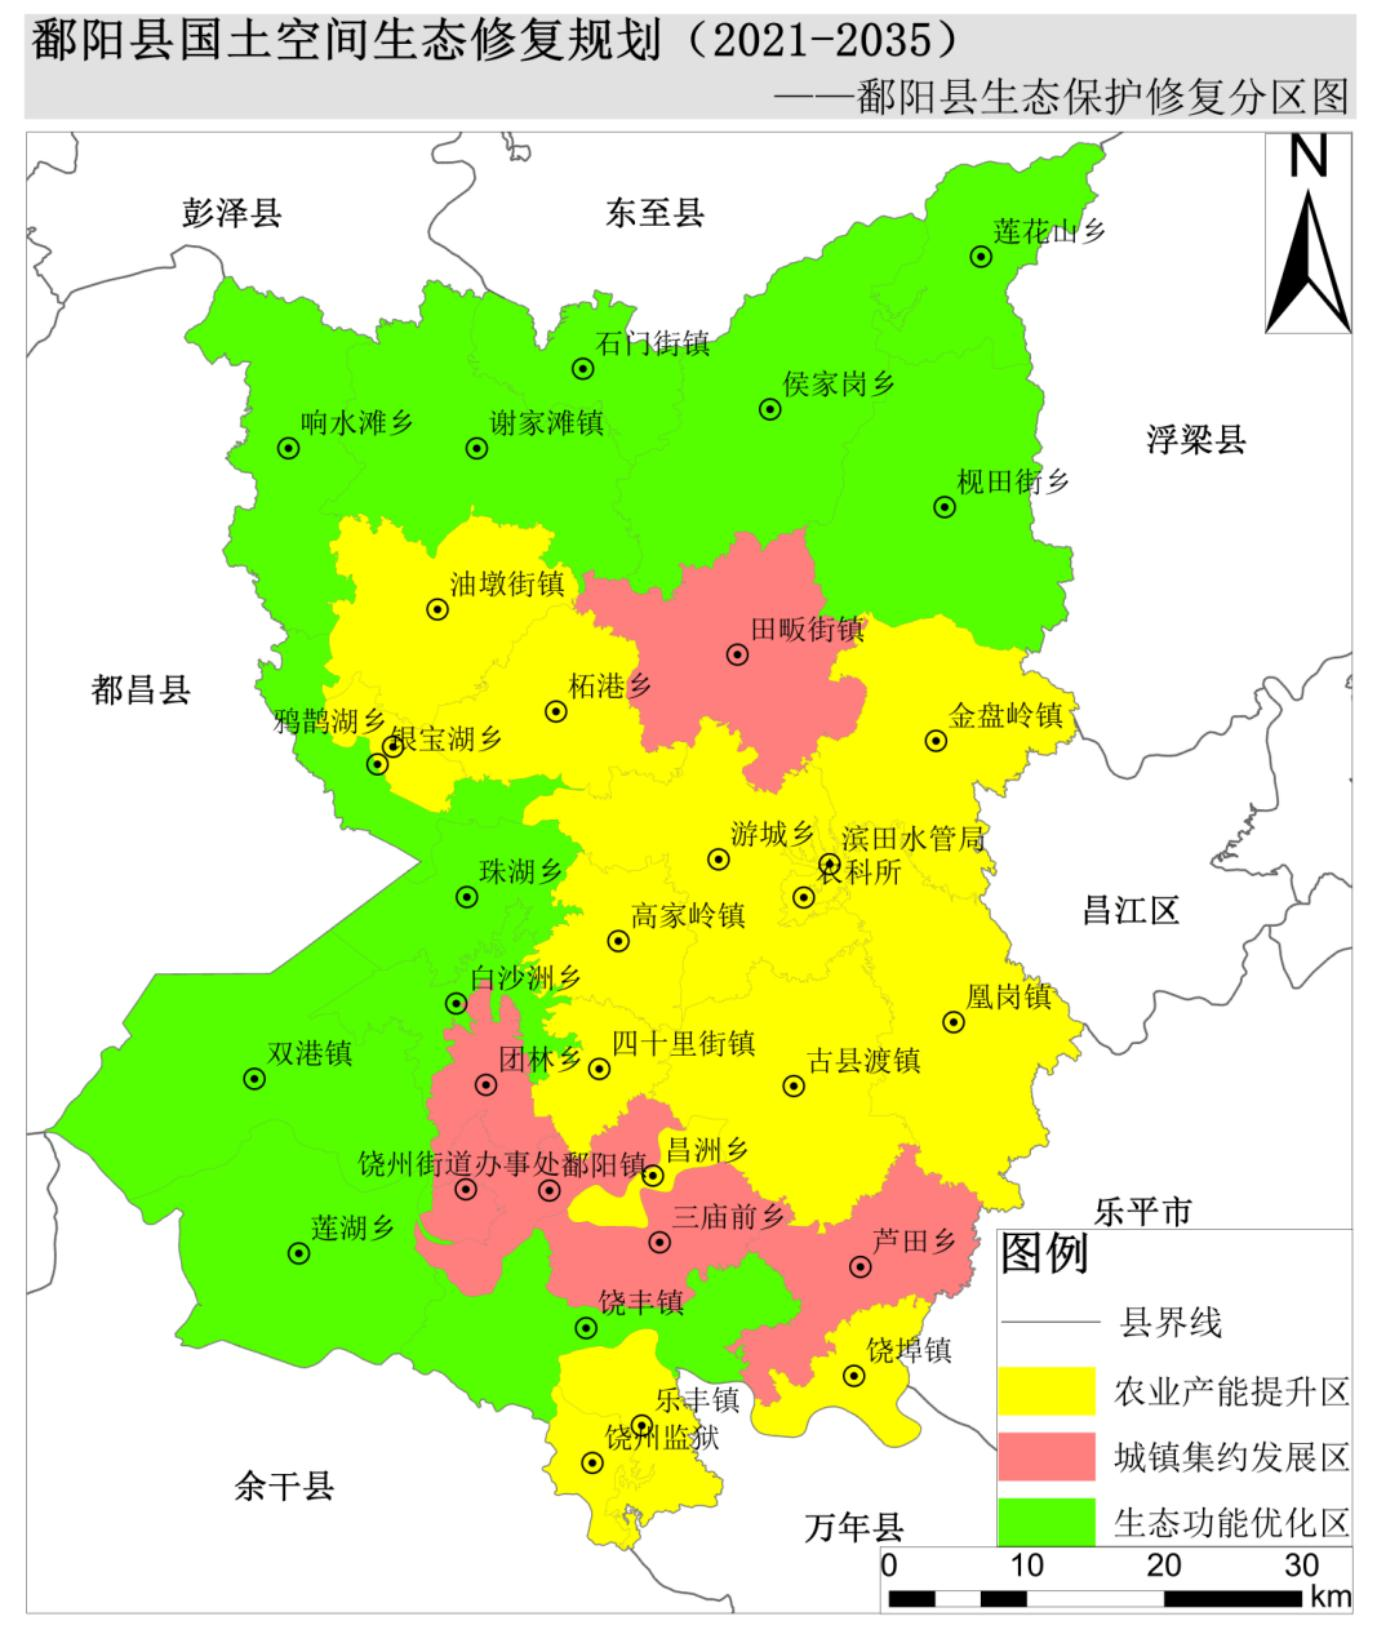 鄱阳县国土空间生态修复规划（2021-2035）
——鄱阳县生态保护修复分区图
N
彭泽县
东至县
莲花山乡
石门街镇
侯家岗乡
响水滩乡
谢家滩镇
浮梁县
枧田街乡
油墩街镇
田畈街镇
都昌县
柘港乡
鸦鹊湖乡
银宝湖乡
金盘岭镇
游城乡
滨田水管局
农科所
珠湖乡
高家岭镇
昌江区
白沙洲乡
凰岗镇
双港镇
团林乡
四十里街镇
古县渡镇
昌洲乡
饶州街道办事处
鄱阳镇
乐平市
莲湖乡
三庙前乡
芦田乡
饶丰镇
饶埠镇
乐丰镇
饶州监狱
余干县
万年县
图例
县界线
农业产能提升区
城镇集约发展区
生态功能优化区
0 10 20 30
km